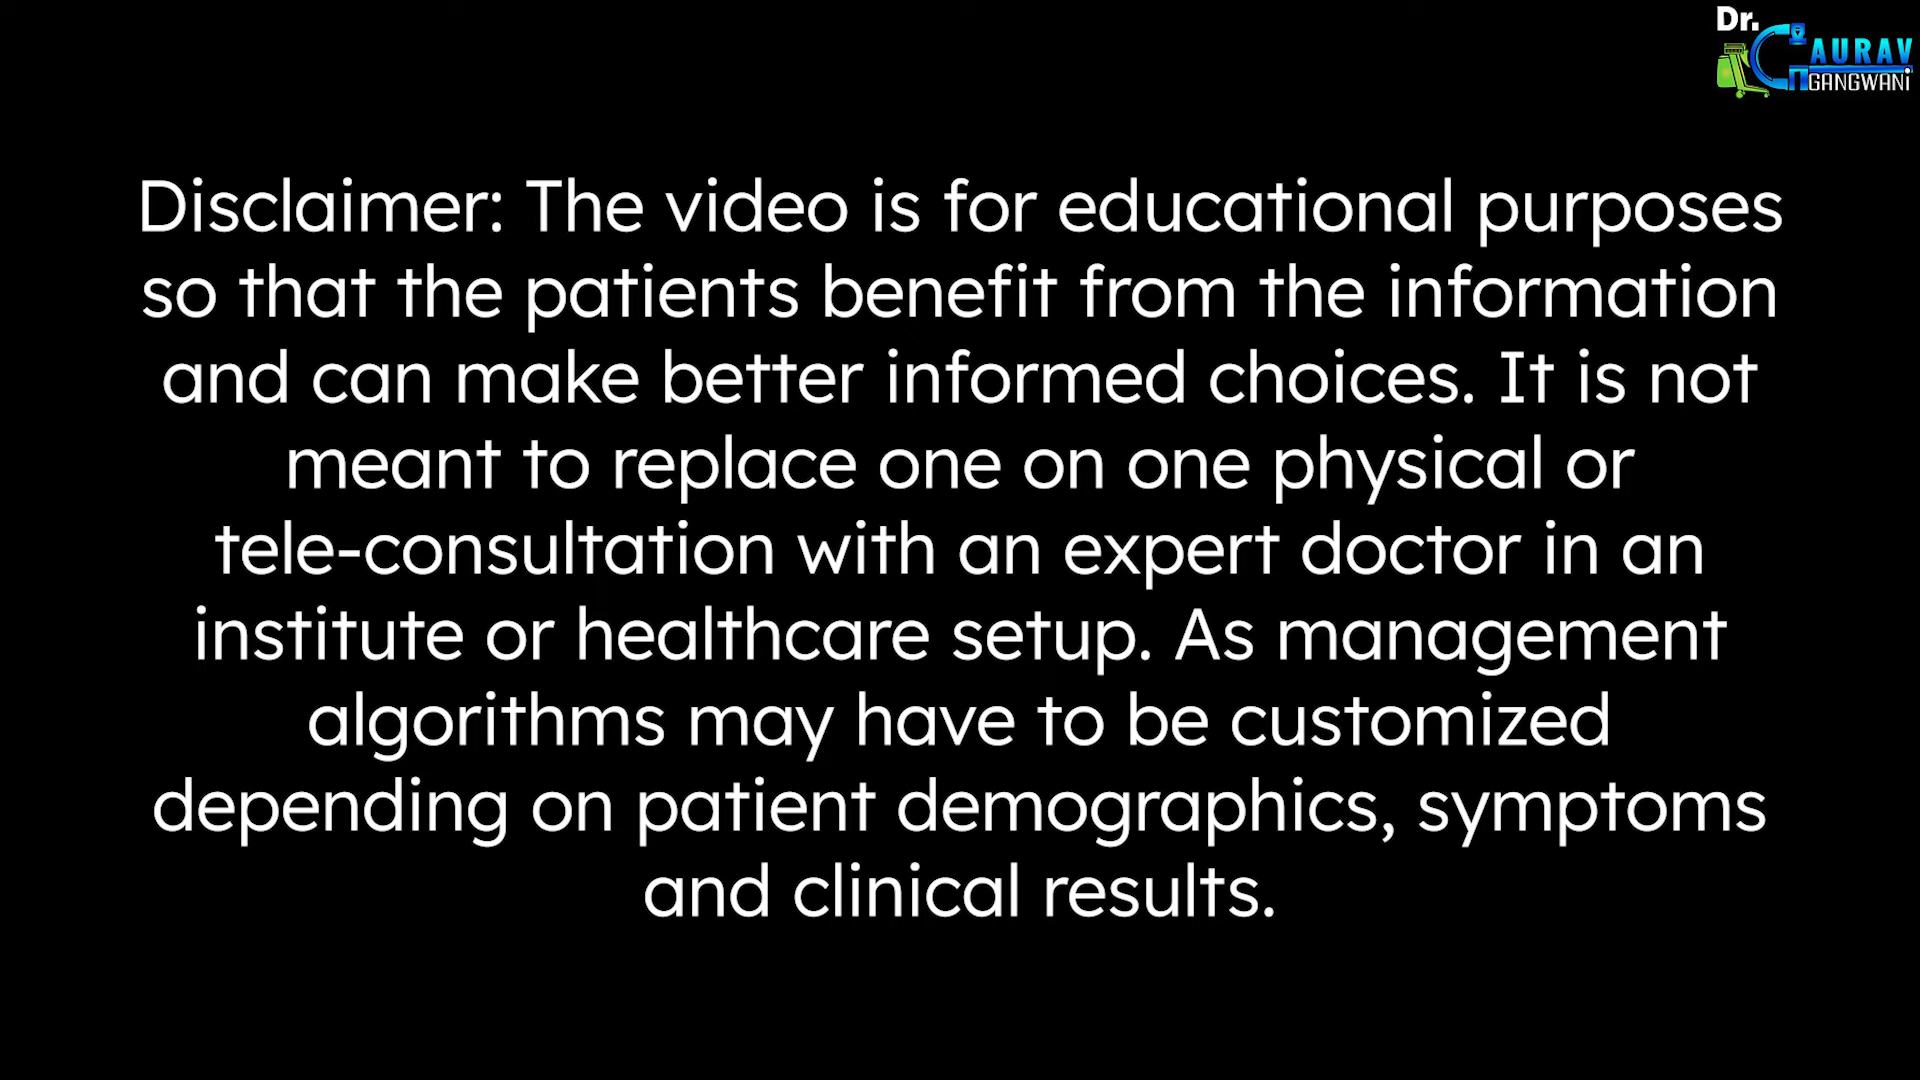 Dr.
GAURAV
GANGWANI
Disclaimer: The video is for educational purposes
so that the patients benefit from the information
and can make better informed choices. It is not
meant to replace one on one physical or
tele-consultation with an expert doctor in an
institute or healthcare setup. As management
algorithms may have to be customized
depending on patient demographics, symptoms
and clinical results.